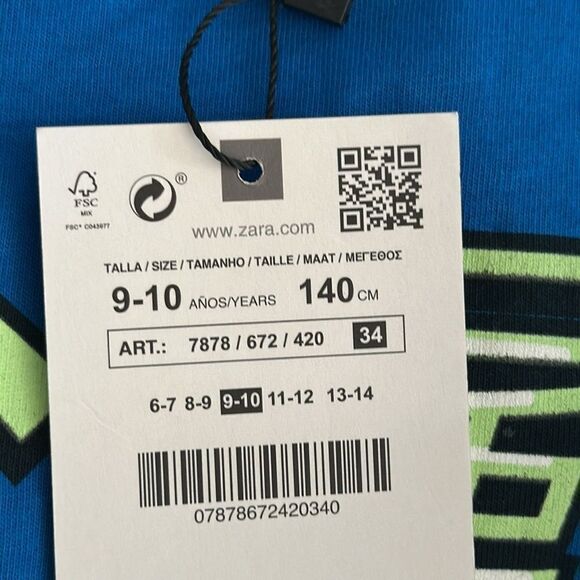 FSC
MIX
FSC® C043977
®
www.zara.com
TALLA / SIZE / TAMANHO / TAILLE / MAAT / ΜΕΓΕΘΟΣ
9-10 AÑOS/YEARS 140 CM
ART.: 7878 / 672 / 420 34
6-7 8-9 9-10 11-12 13-14
07878672420340